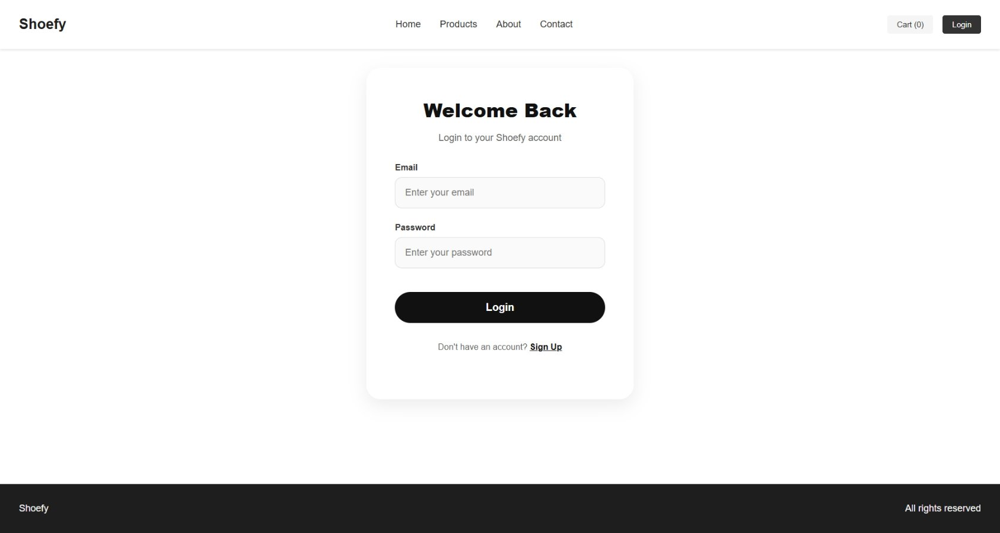 Shoefy
Home Products About Contact
Cart (0) Login
Welcome Back
Login to your Shoefy account
Email
Enter your email
Password
Enter your password
Login
Don't have an account? Sign Up
Shoefy
All rights reserved